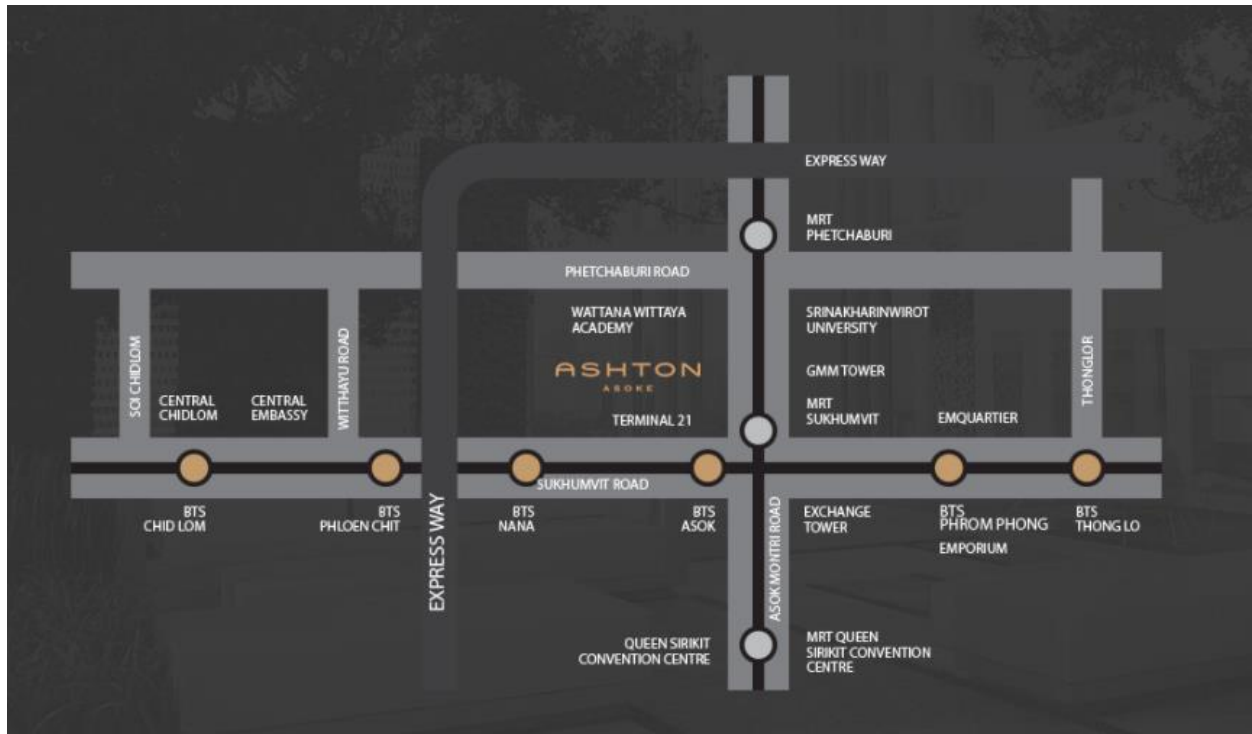 EXPRESS WAY
MRT
PHETCHABURI
PHETCHABURI ROAD
WATTANA WITTAYA
ACADEMY
SRINAKHARINWIROT
UNIVERSITY
SOI CHIDLOM
WITTHAYU ROAD
ASHTON
ASOKE
GMM TOWER
THONGLOR
CENTRAL
CHIDLOM
CENTRAL
EMBASSY
TERMINAL 21
MRT
SUKHUMVIT
EMQUARTIER
SUKHUMVIT ROAD
BTS
CHID LOM
BTS
PHLOEN CHIT
EXPRESS WAY
BTS
NANA
BTS
ASOK
ASOK MONTRI ROAD
EXCHANGE
TOWER
BTS
PHROM PHONG
EMPORIUM
BTS
THONG LO
QUEEN SIRIKIT
CONVENTION CENTRE
MRT QUEEN
SIRIKIT CONVENTION
CENTRE